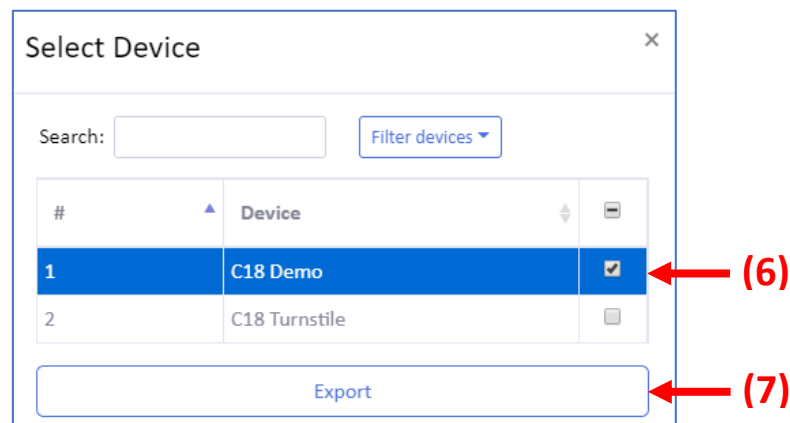 Select Device ×
Search: Filter devices
# Device
1 C18 Demo (6)
2 C18 Turnstile
Export (7)